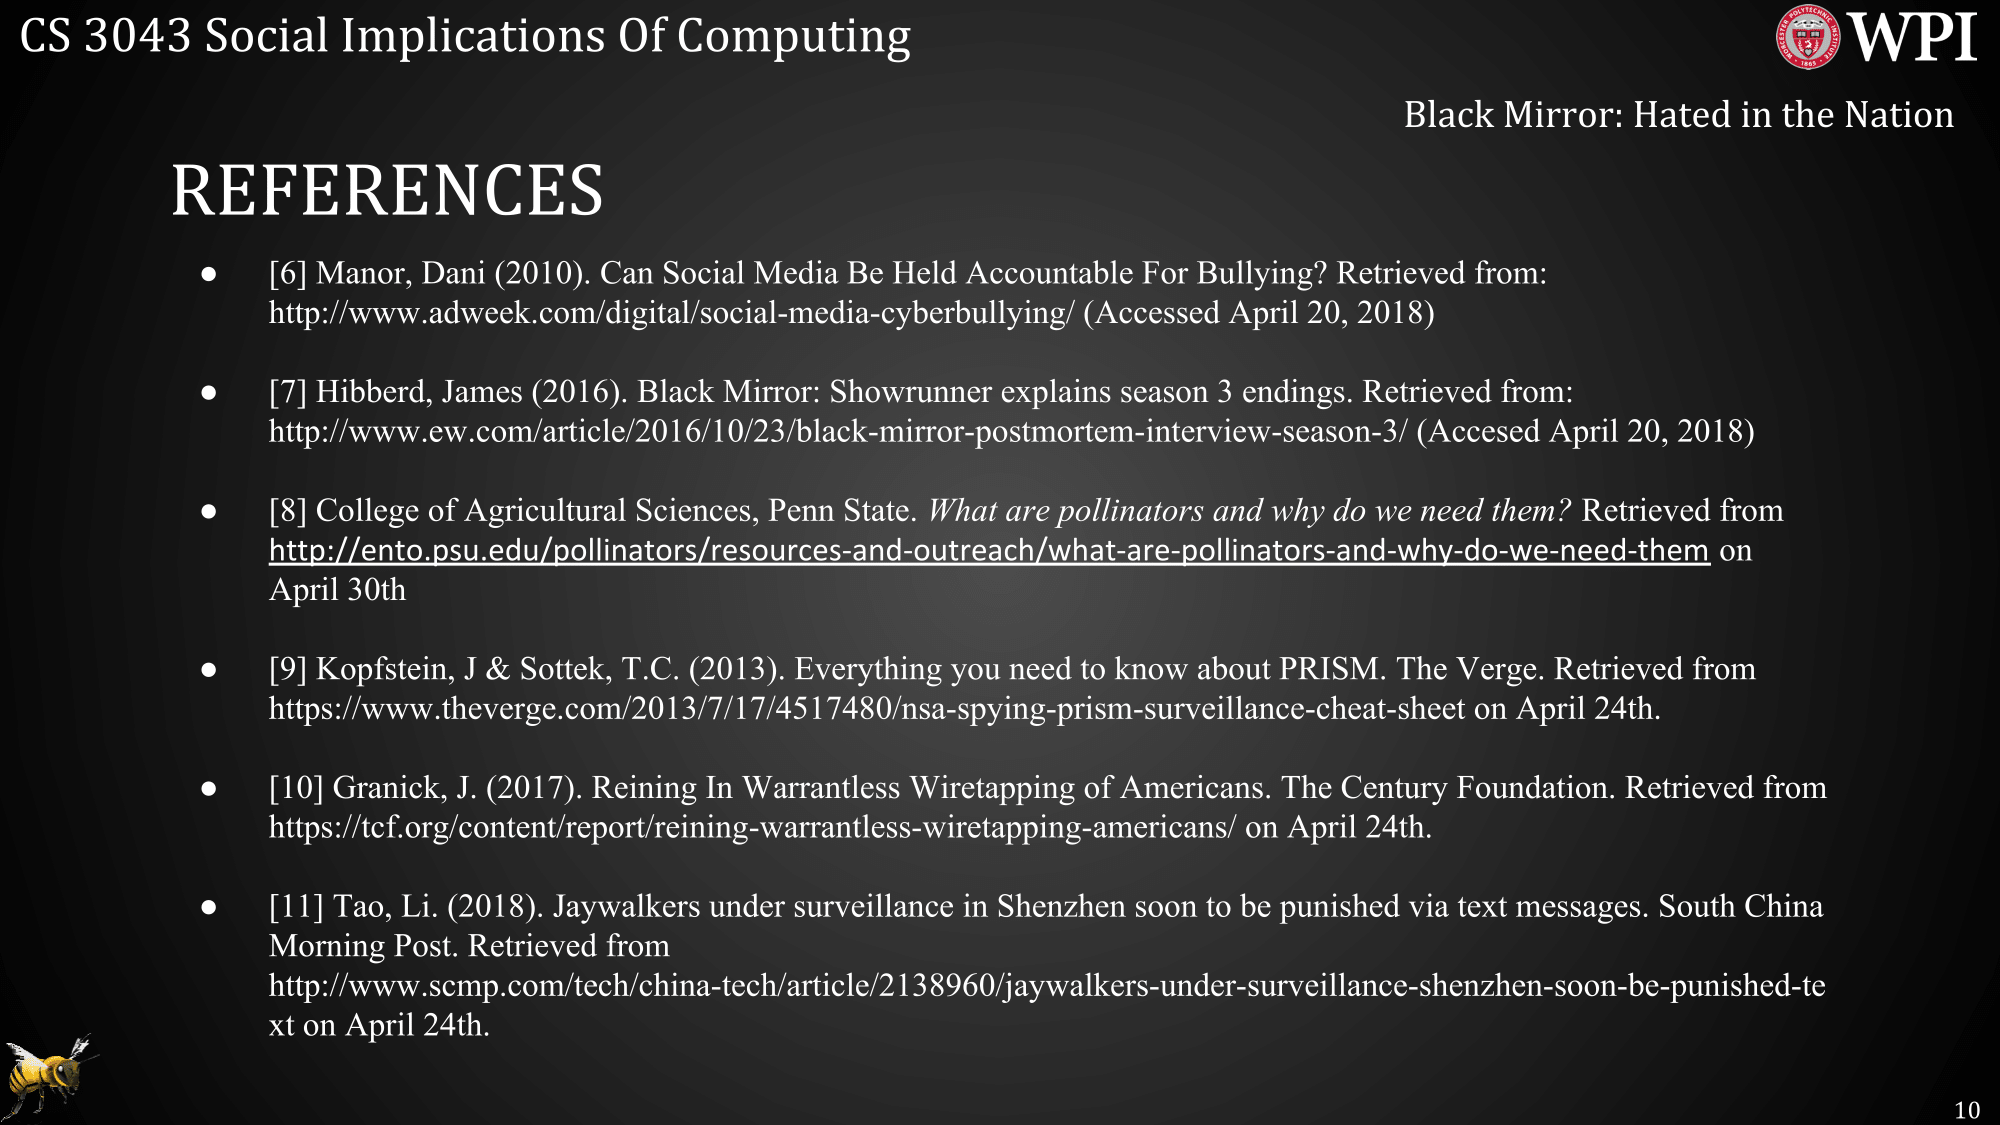 CS 3043 Social Implications Of Computing
WPI
Black Mirror: Hated in the Nation
REFERENCES
● [6] Manor, Dani (2010). Can Social Media Be Held Accountable For Bullying? Retrieved from:
http://www.adweek.com/digital/social-media-cyberbullying/ (Accessed April 20, 2018)
● [7] Hibberd, James (2016). Black Mirror: Showrunner explains season 3 endings. Retrieved from:
http://www.ew.com/article/2016/10/23/black-mirror-postmortem-interview-season-3/ (Accesed April 20, 2018)
● [8] College of Agricultural Sciences, Penn State. What are pollinators and why do we need them? Retrieved from
http://ento.psu.edu/pollinators/resources-and-outreach/what-are-pollinators-and-why-do-we-need-them on
April 30th
● [9] Kopfstein, J & Sottek, T.C. (2013). Everything you need to know about PRISM. The Verge. Retrieved from
https://www.theverge.com/2013/7/17/4517480/nsa-spying-prism-surveillance-cheat-sheet on April 24th.
● [10] Granick, J. (2017). Reining In Warrantless Wiretapping of Americans. The Century Foundation. Retrieved from
https://tcf.org/content/report/reining-warrantless-wiretapping-americans/ on April 24th.
● [11] Tao, Li. (2018). Jaywalkers under surveillance in Shenzhen soon to be punished via text messages. South China
Morning Post. Retrieved from
http://www.scmp.com/tech/china-tech/article/2138960/jaywalkers-under-surveillance-shenzhen-soon-be-punished-te
xt on April 24th.
10